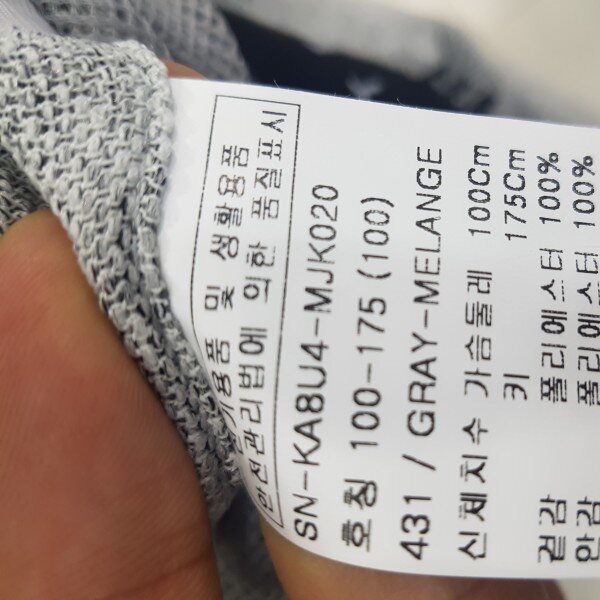 전기용품 및 생활용품
안전관리법에 의한 품질표시
SN-KA8U4-MJK020
호칭 100-175 (100)
431 / GRAY-MELANGE
신체치수 가슴둘레 100Cm
키 175Cm
겉감 폴리에스터 100%
안감 폴리에스터 100%